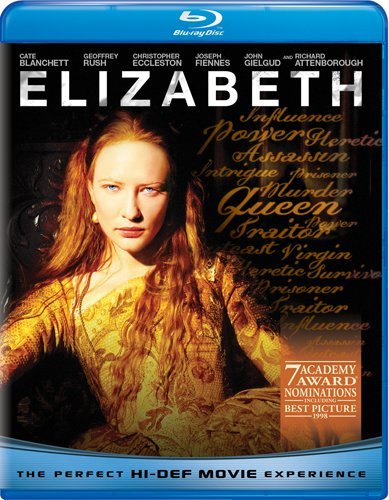 Blu-ray Disc
CATE BLANCHETT GEOFFREY RUSH CHRISTOPHER ECCLESTON JOSEPH FIENNES JOHN GIELGUD AND RICHARD ATTENBOROUGH
ELIZABETH
Influence
Power Heretic
Assassin
Intrigue Prisoner
Murder
Queen
Power
Traitor
Beast Virgin
Heretic Survivor
Prisoner
Traitor
Influence
Assassin
7 ACADEMY
AWARD®
NOMINATIONS
INCLUDING
BEST PICTURE
1998
THE PERFECT HI-DEF MOVIE EXPERIENCE